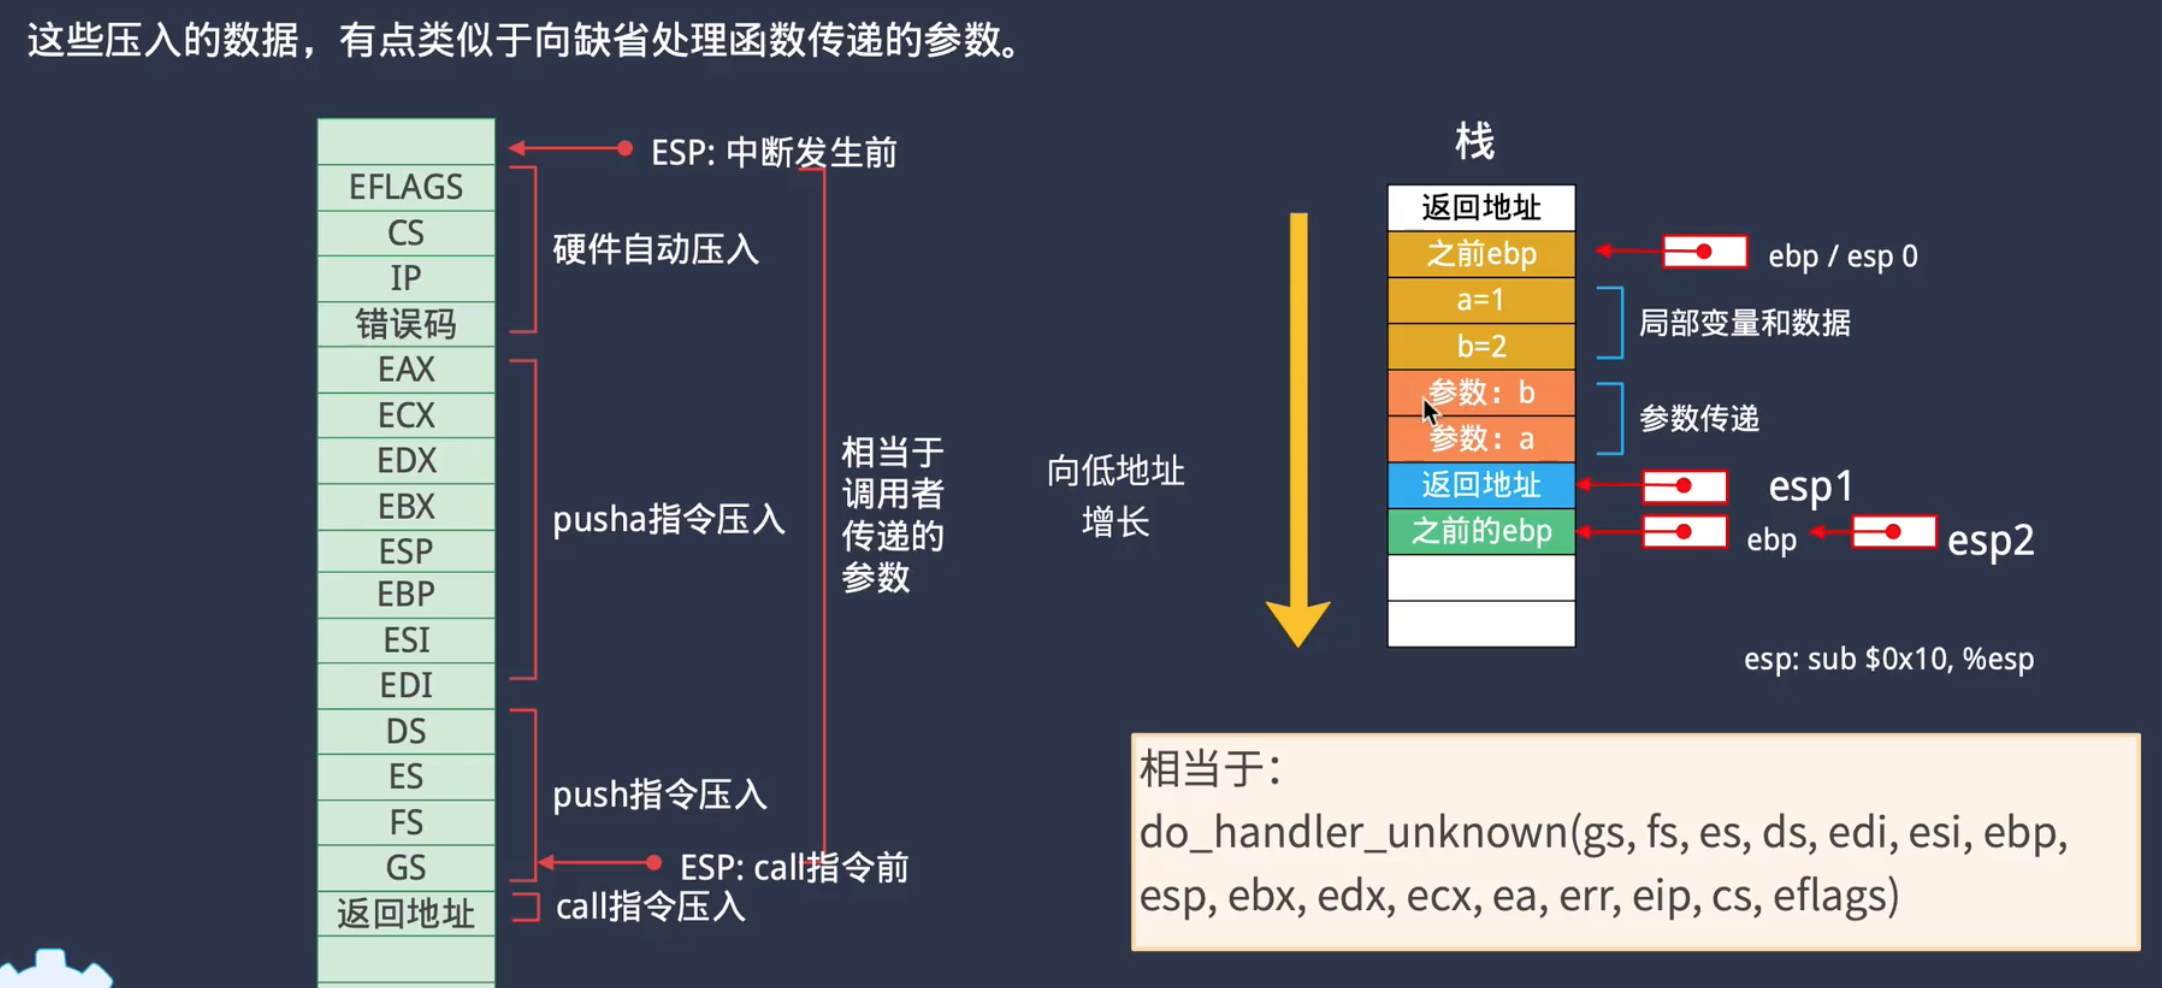 这些压入的数据，有点类似于向缺省处理函数传递的参数。
ESP: 中断发生前
EFLAGS
CS
IP
错误码
硬件自动压入
EAX
ECX
EDX
EBX
ESP
EBP
ESI
EDI
pusha指令压入
DS
ES
FS
GS
push指令压入
ESP: call指令前
返回地址
call指令压入
相当于
调用者
传递的
参数
向低地址
增长
栈
返回地址
之前ebp
ebp / esp 0
a=1
b=2
局部变量和数据
参数：b
参数：a
参数传递
返回地址
esp1
之前的ebp
ebp
esp2
esp: sub $0x10, %esp
相当于：
do_handler_unknown(gs, fs, es, ds, edi, esi, ebp,
esp, ebx, edx, ecx, ea, err, eip, cs, eflags)